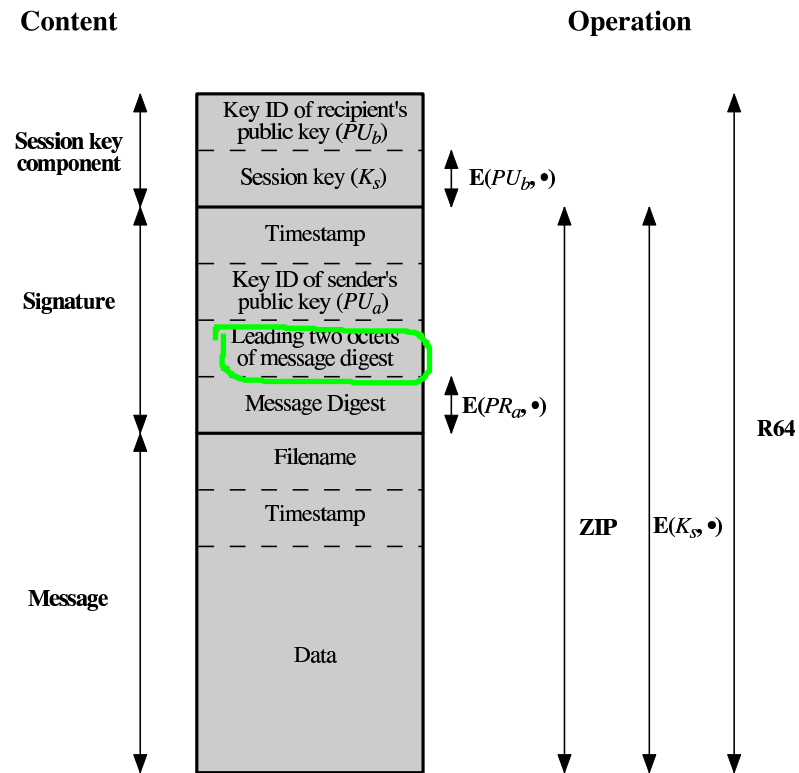 Content
Operation
Key ID of recipient's
public key (PUb)
Session key
component
Session key (Ks)
E(PUb, •)
Timestamp
Key ID of sender's
public key (PUa)
Signature
Leading two octets
of message digest
Message Digest
E(PRa, •)
R64
Filename
Timestamp
ZIP
E(Ks, •)
Message
Data